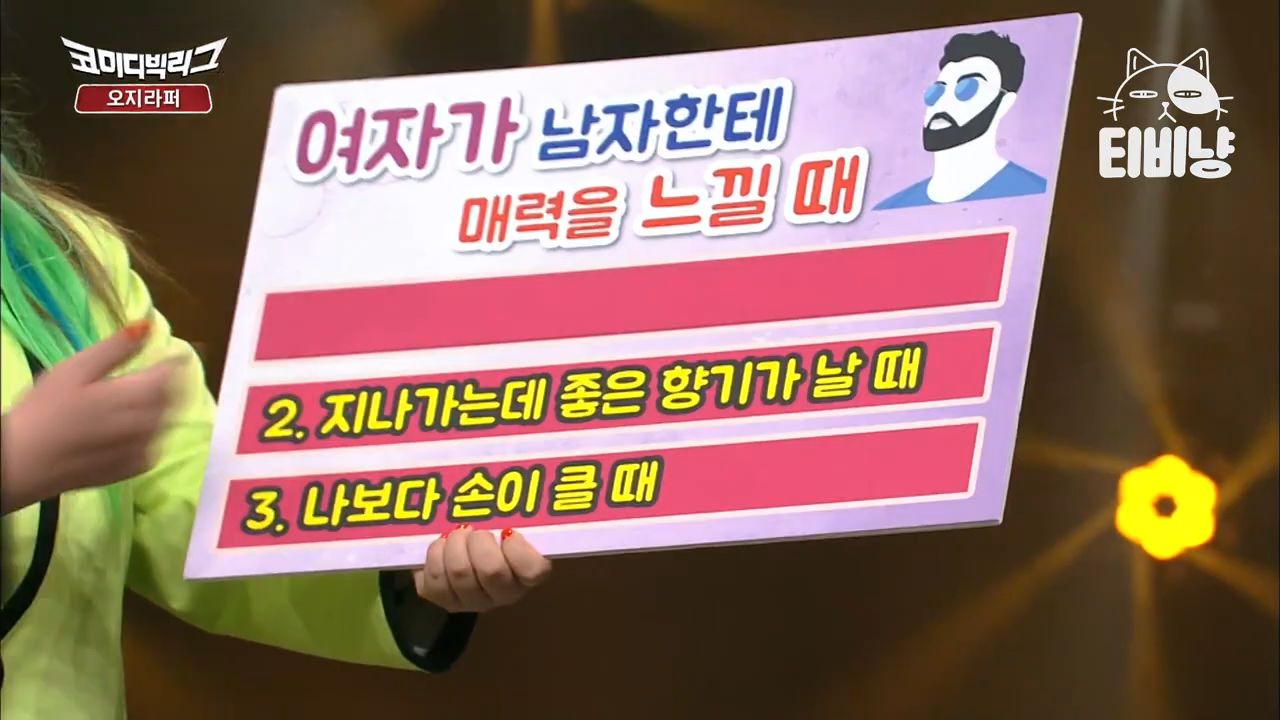 코미디빅리그
오지라퍼
티비냥
여자가 남자한테
매력을 느낄 때
2. 지나가는데 좋은 향기가 날 때
3. 나보다 손이 클 때